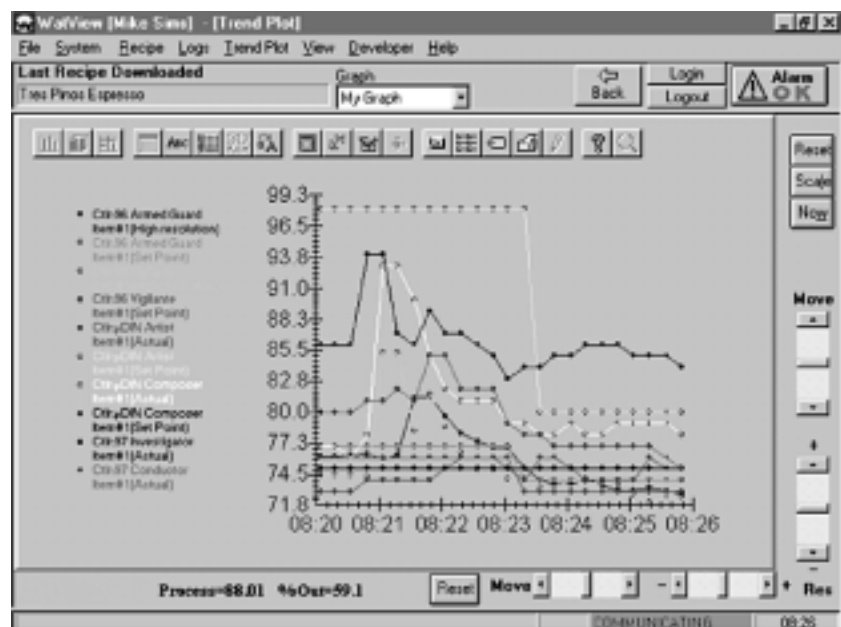 WatView [Mike Sims] - [Trend Plot]
File System Recipe Logs Trend Plot View Developer Help
Last Recipe Downloaded
Tres Pinos Espresso
Graph
My Graph
Back
Login
Logout
Alarm
OK
Abc
Reset
Scale
Now
99.3
96.5
93.8
91.0
88.3
85.5
82.8
80.0
77.3
74.5
71.8
08:20 08:21 08:22 08:23 08:24 08:25 08:26
Ctlr:96 Armed Guard
Item#1(High resolution)
Ctlr:96 Armed Guard
Item#1(Set Point)
Ctlr:96 Vigilante
Item#1(Set Point)
Ctlr:µDIN Artist
Item#1(Actual)
Ctlr:µDIN Artist
Item#1(Set Point)
Ctlr:µDIN Composer
Item#1(Actual)
Ctlr:µDIN Composer
Item#1(Set Point)
Ctlr:97 Investigator
Item#1(Actual)
Ctlr:97 Conductor
Item#1(Actual)
Move
+
-
Res
Process=88.01 %Out=59.1
Reset
Move
- +
COMMUNICATING
08:26